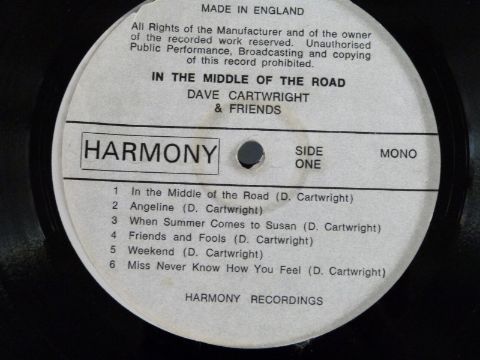 MADE IN ENGLAND
All Rights of the Manufacturer and of the owner
of the recorded work reserved. Unauthorised
Public Performance, Broadcasting and copying
of this record prohibited.
IN THE MIDDLE OF THE ROAD
DAVE CARTWRIGHT
& FRIENDS
HARMONY
SIDE
ONE
MONO
1 In the Middle of the Road (D. Cartwright)
2 Angeline (D. Cartwright)
3 When Summer Comes to Susan (D. Cartwright)
4 Friends and Fools (D. Cartwright)
5 Weekend (D. Cartwright)
6 Miss Never Know How You Feel (D. Cartwright)
HARMONY RECORDINGS